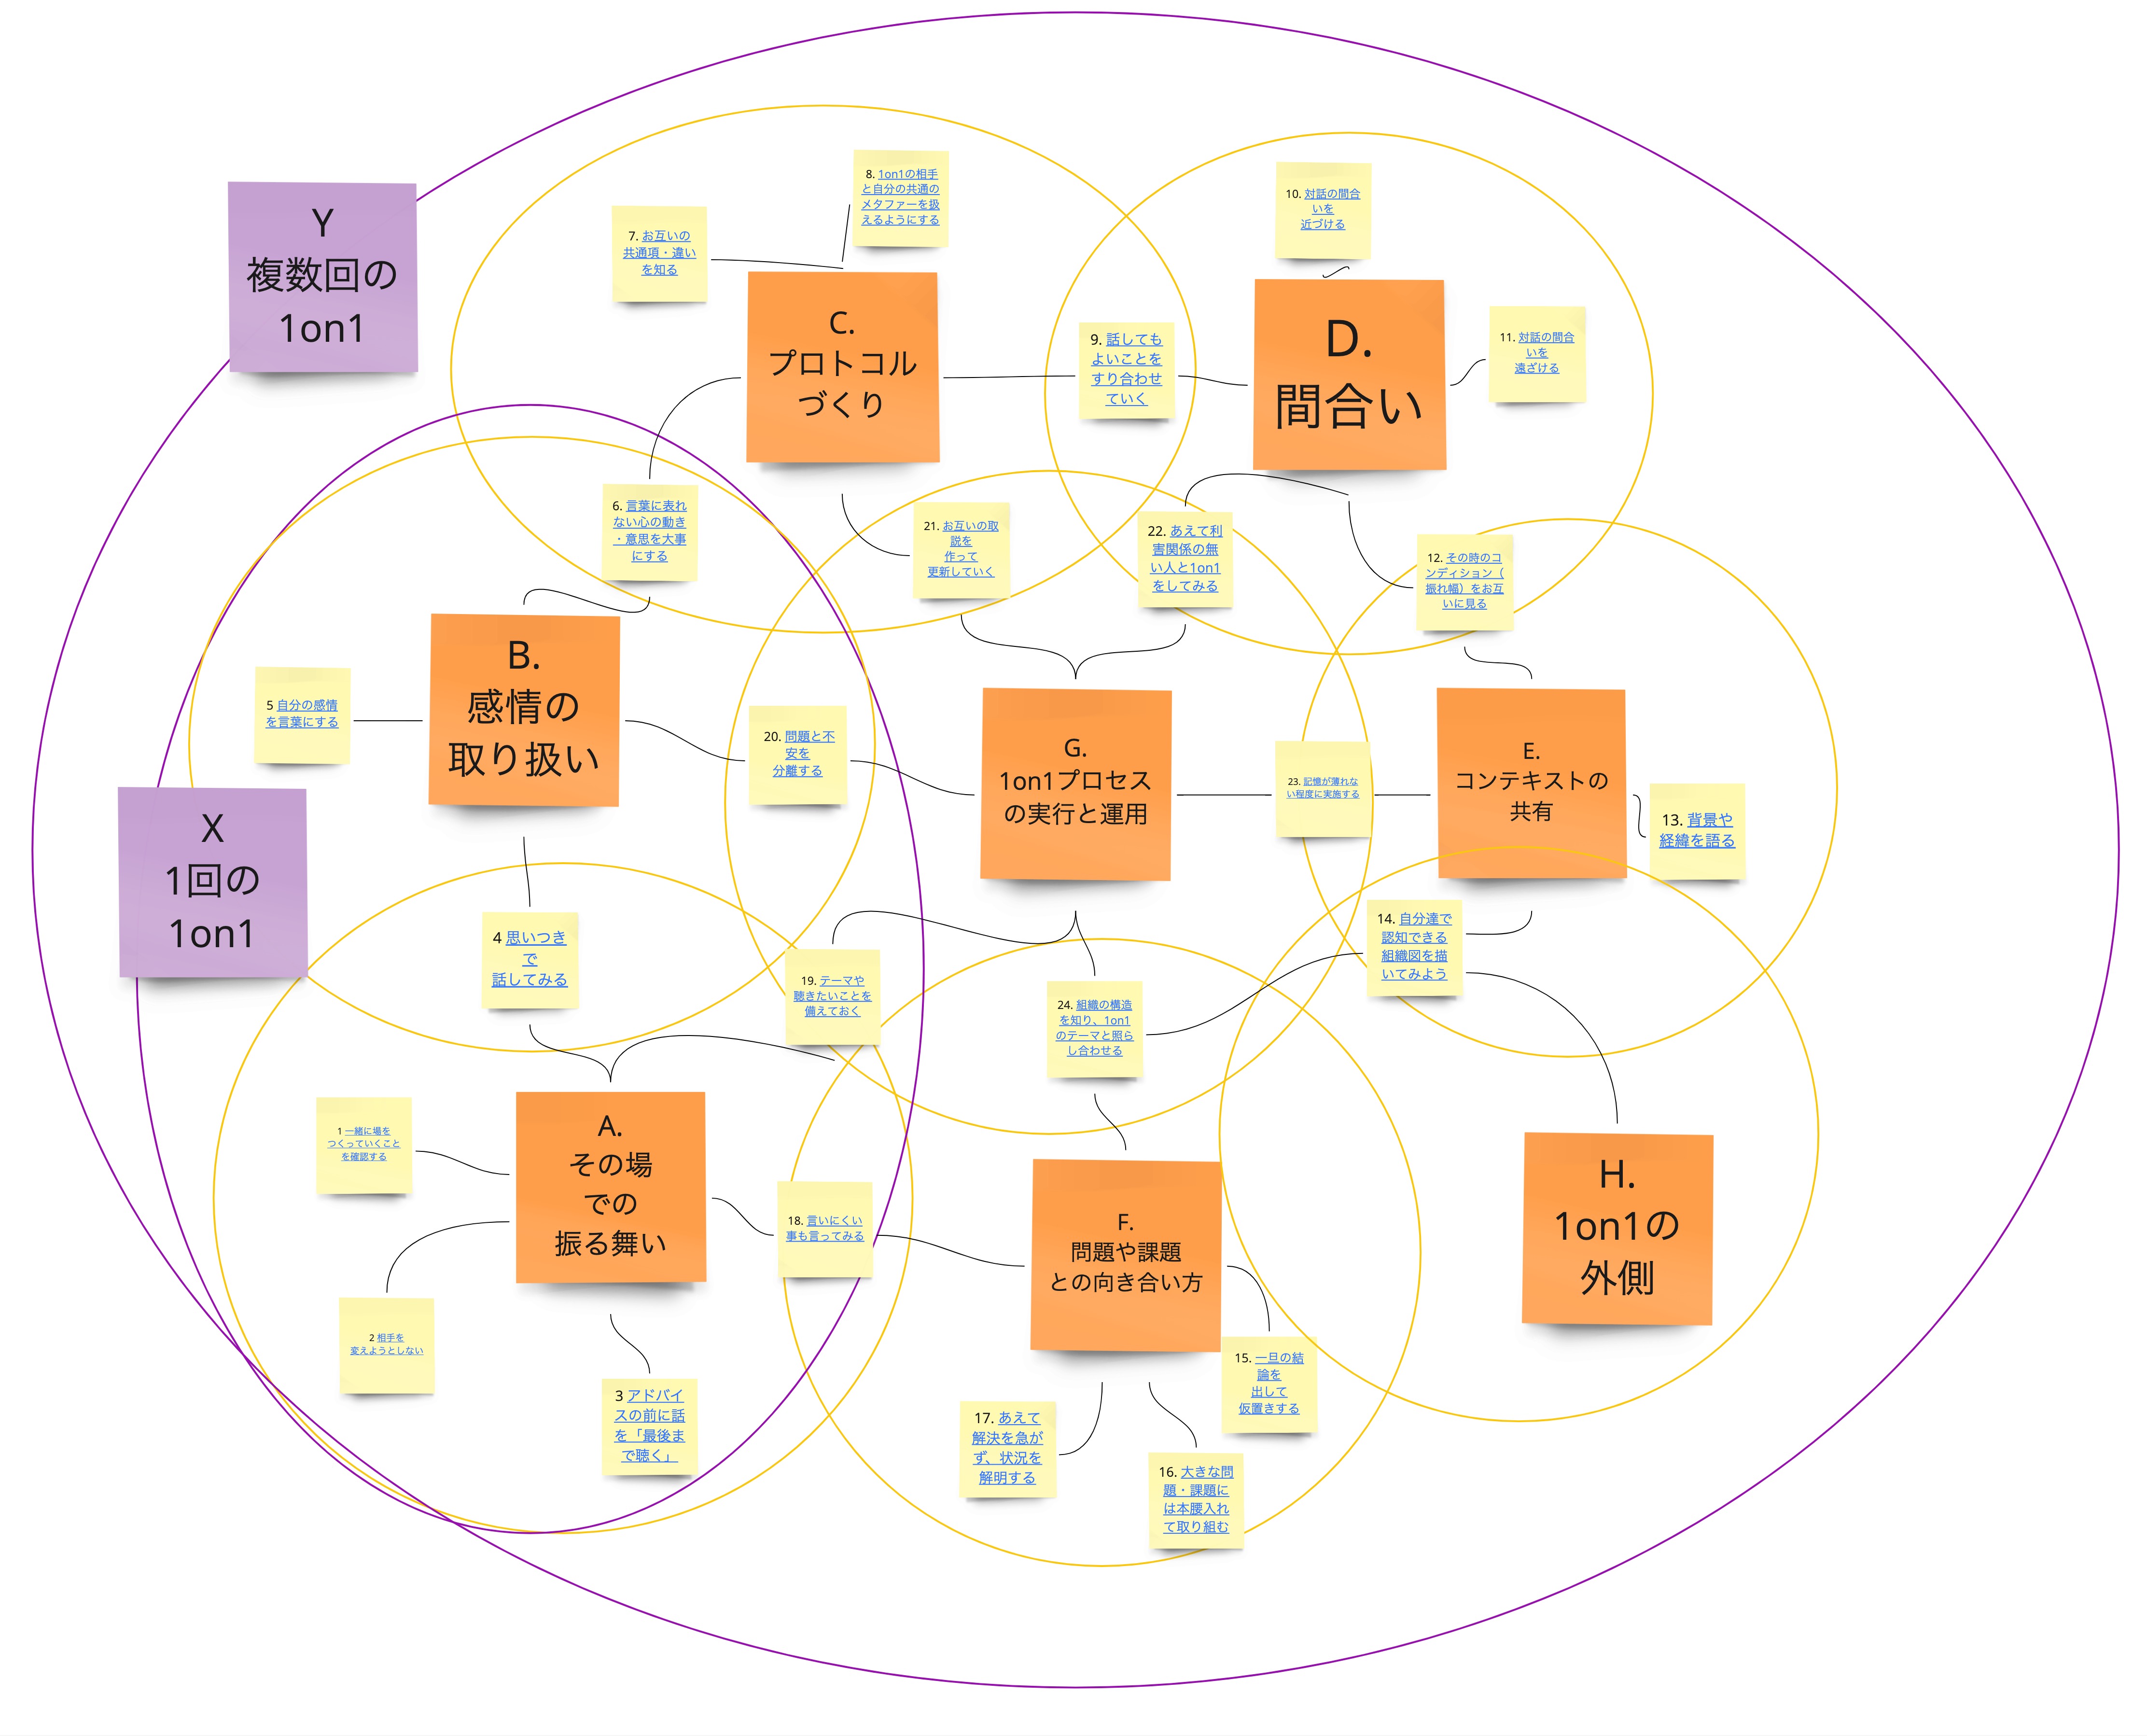 Y
複数回の
1on1
8. 1on1の相手
と自分の共通の
メタファーを扱
えるようにする
7. お互いの
共通項・違い
を知る
10. 対話の間合
いを
近づける
C.
プロトコル
づくり
9. 話しても
よいことを
すり合わせ
ていく
D.
間合い
11. 対話の間合
いを
遠ざける
6. 言葉に表れ
ない心の動き
・意思を大事
にする
21. お互いの取
説を
作って
更新していく
22. あえて利
害関係の無
い人と1on1
をしてみる
12. その時のコ
ンディション（
振れ幅）をお互
いに見る
B.
感情の
取り扱い
5 自分の感情
を言葉にする
20. 問題と不
安を
分離する
G.
1on1プロセス
の実行と運用
23. 記憶が薄れな
い程度に実施する
E.
コンテキストの
共有
13. 背景や
経緯を語る
X
1回の
1on1
4 思いつき
で
話してみる
19. テーマや
聴きたいことを
備えておく
24. 組織の構造
を知り、1on1
のテーマと照ら
し合わせる
14. 自分達で
認知できる
組織図を描
いてみよう
1 一緒に場を
つくっていくこと
を確認する
A.
その場
での
振る舞い
18. 言いにくい
事も言ってみる
F.
問題や課題
との向き合い方
H.
1on1の
外側
2 相手を
変えようとしない
3 アドバイ
スの前に話
を「最後ま
で聴く」
15. 一旦の結
論を
出して
仮置きする
17. あえて
解決を急が
ず、状況を
解明する
16. 大きな問
題・課題に
は本腰入れ
て取り組む